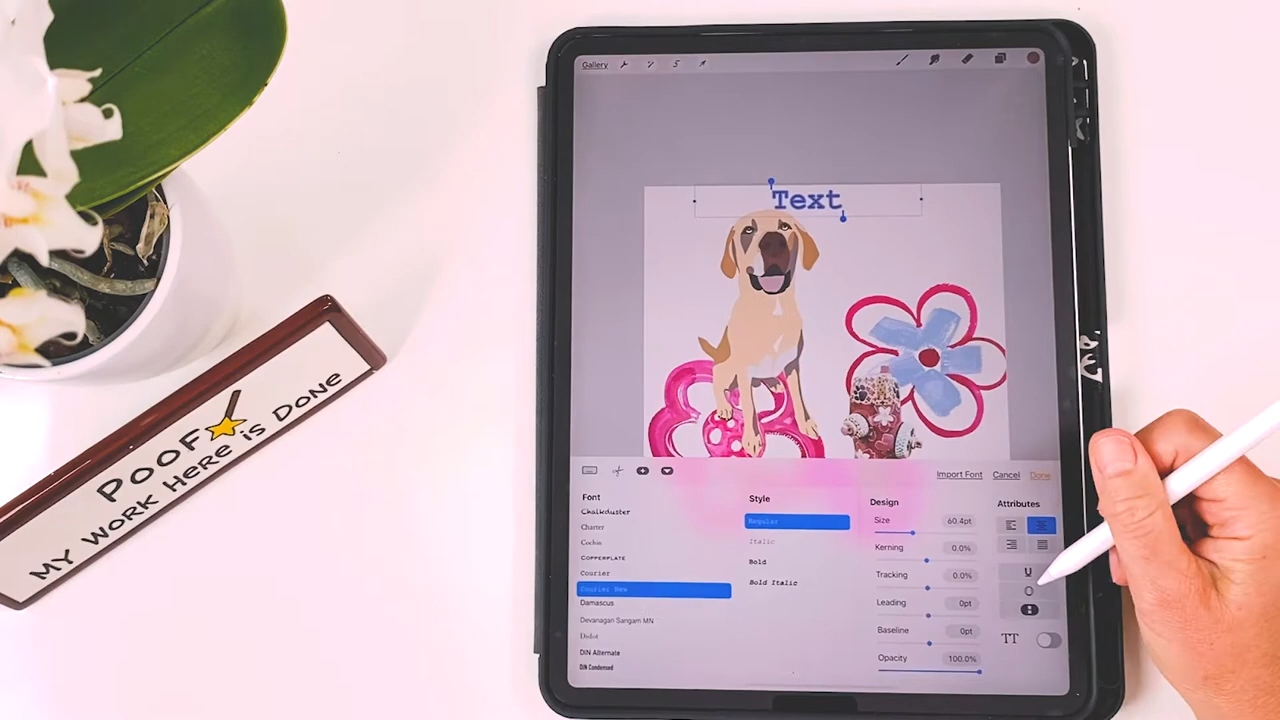 Gallery
Text
POOF
MY WORK HERE is DONE
Import Font
Cancel
Done
Font
Style
Design
Attributes
Chalkduster
Charter
Cochin
COPPERPLATE
Courier
Courier New
Damascus
Devanagari Sangam MN
Didot
DIN Alternate
DIN Condensed
Regular
Italic
Bold
Bold Italic
Size
60.4pt
Kerning
0.0%
Tracking
0.0%
Leading
0pt
Baseline
0pt
Opacity
100.0%
U
O
TT